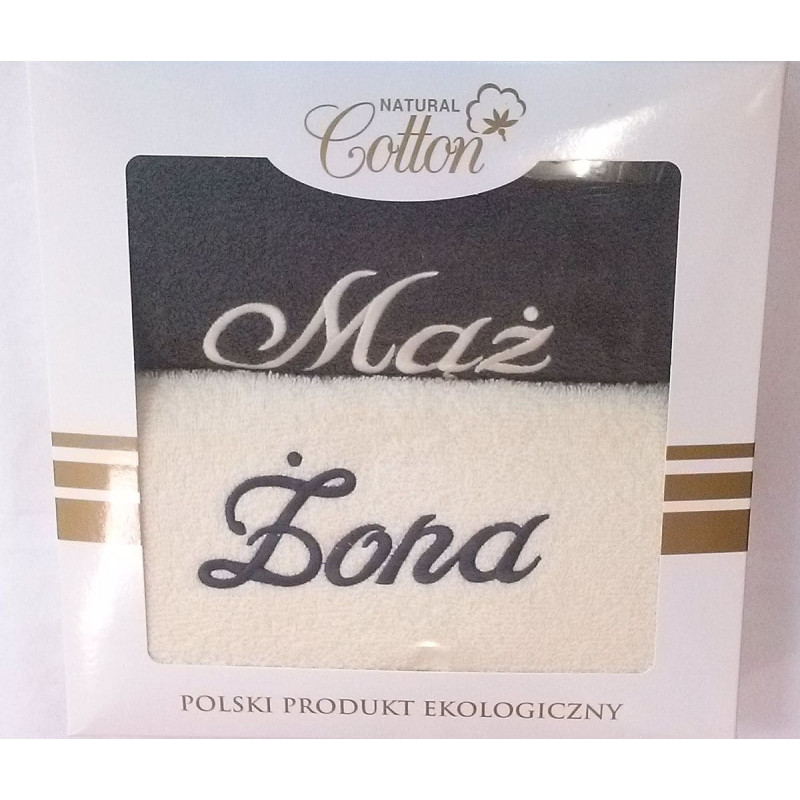 NATURAL
Cotton
Mąż
Żona
POLSKI PRODUKT EKOLOGICZNY